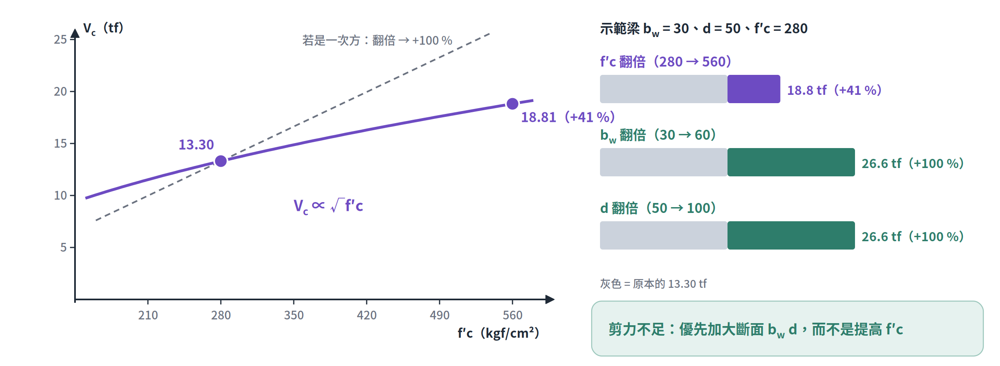 V_c（tf）
25
20
15
10
5
若是一次方：翻倍 → +100 %
13.30
18.81（+41 %）
V_c ∝ √f′c
210 280 350 420 490 560
f′c（kgf/cm²）
示範梁 b_w = 30、d = 50、f′c = 280
f′c 翻倍（280 → 560）
18.8 tf（+41 %）
b_w 翻倍（30 → 60）
26.6 tf（+100 %）
d 翻倍（50 → 100）
26.6 tf（+100 %）
灰色 = 原本的 13.30 tf
剪力不足：優先加大斷面 b_w d，而不是提高 f′c